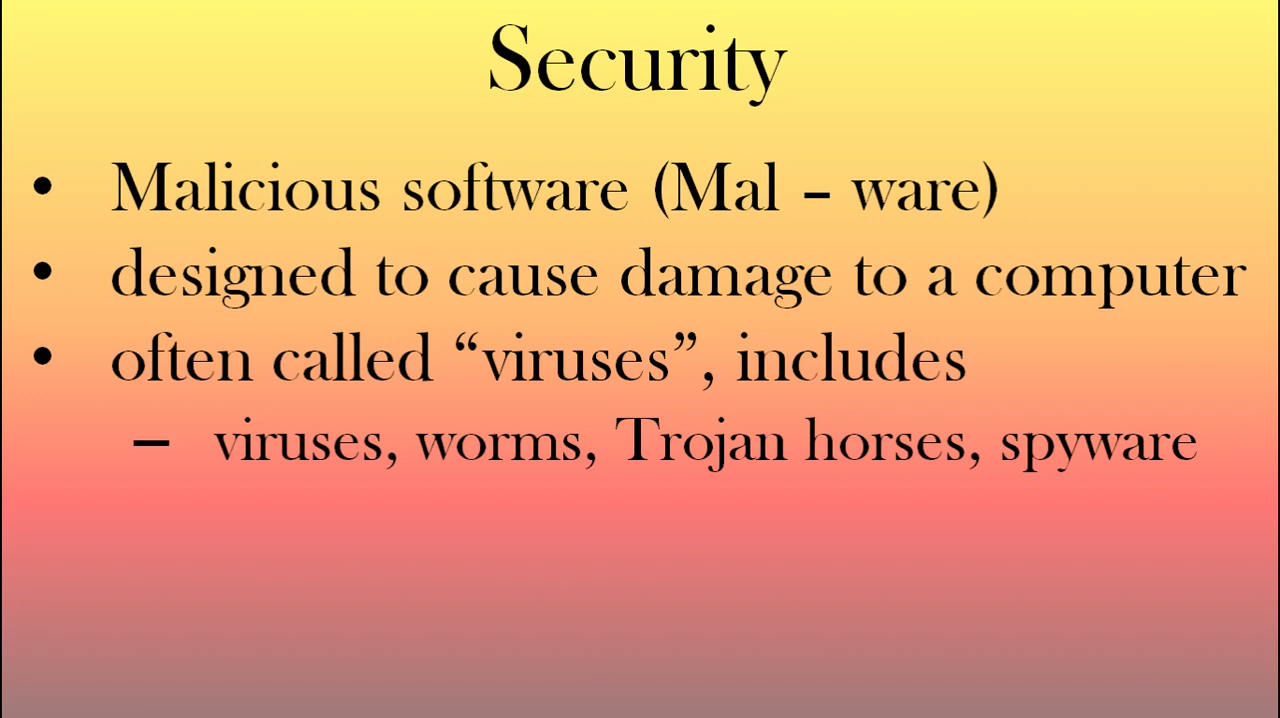 Security
• Malicious software (Mal – ware)
• designed to cause damage to a computer
• often called “viruses”, includes
– viruses, worms, Trojan horses, spyware